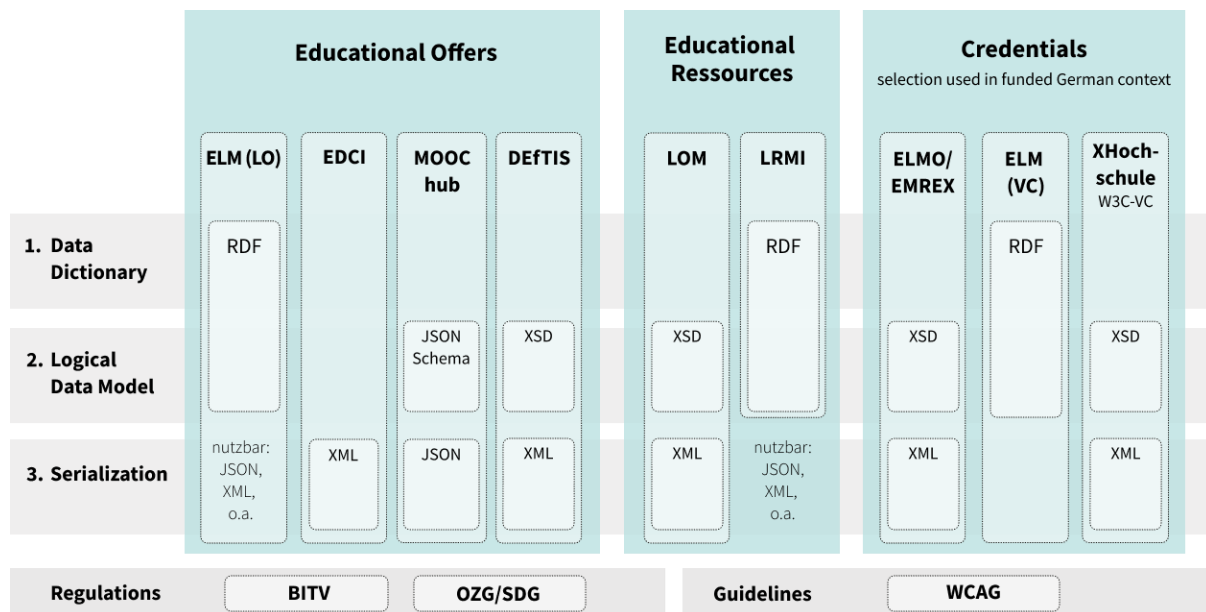 Educational Offers
Educational
Ressources
Credentials
selection used in funded German context
ELM (LO)
EDCI
MOOC
hub
DEfTIS
LOM
LRMI
ELMO/
EMREX
ELM
(VC)
XHoch-
schule
W3C-VC
1. Data
Dictionary
RDF
RDF
RDF
2. Logical
Data Model
JSON
Schema
XSD
XSD
XSD
XSD
3. Serialization
nutzbar:
JSON,
XML,
o.a.
XML
JSON
XML
XML
nutzbar:
JSON,
XML,
o.a.
XML
XML
Regulations
BITV
OZG/SDG
Guidelines
WCAG